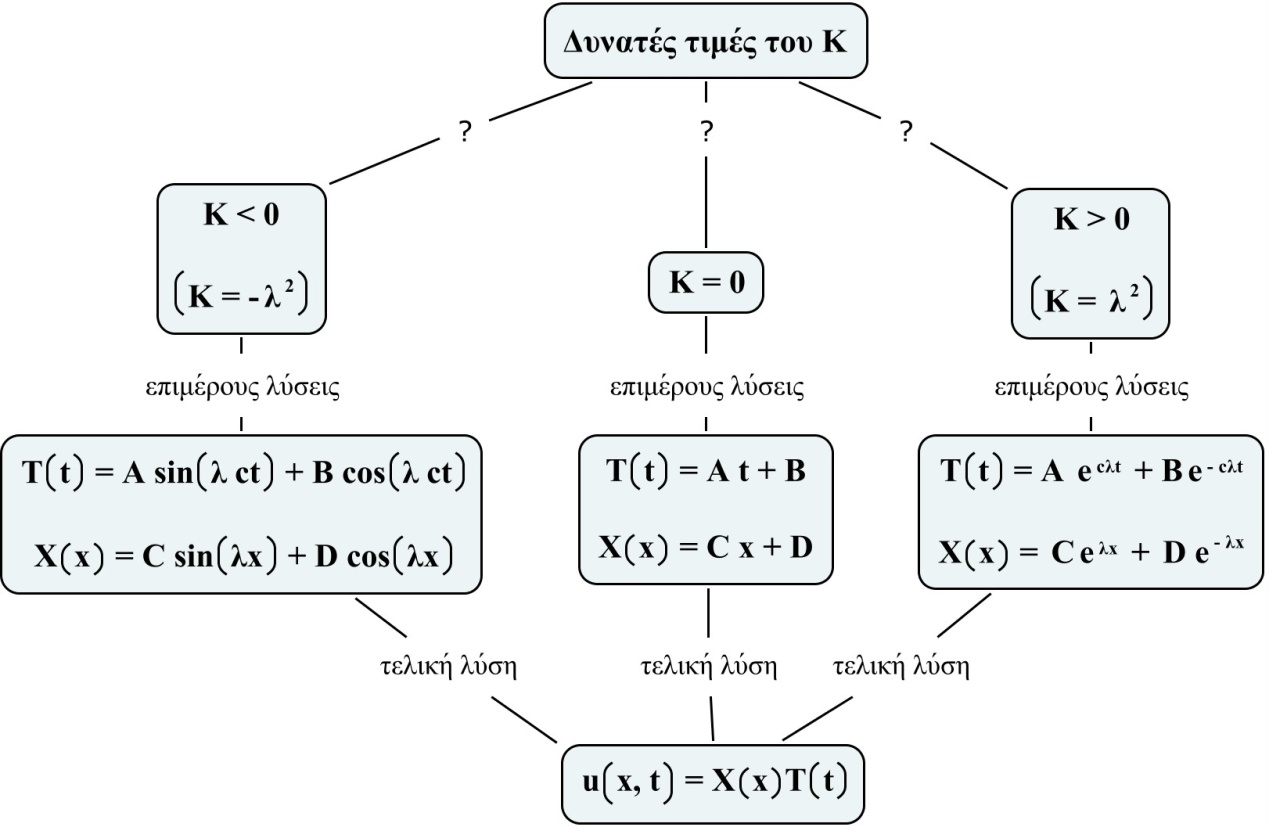 Δυνατές τιμές του Κ
?
?
?
K < 0
(K = -λ²)
K = 0
K > 0
(K = λ²)
επιμέρους λύσεις
επιμέρους λύσεις
επιμέρους λύσεις
T(t) = A sin(λ ct) + B cos(λ ct)
X(x) = C sin(λx) + D cos(λx)
T(t) = A t + B
X(x) = C x + D
T(t) = A e^{cλt} + B e^{-cλt}
X(x) = C e^{λx} + D e^{-λx}
τελική λύση
τελική λύση
τελική λύση
u(x, t) = X(x)T(t)